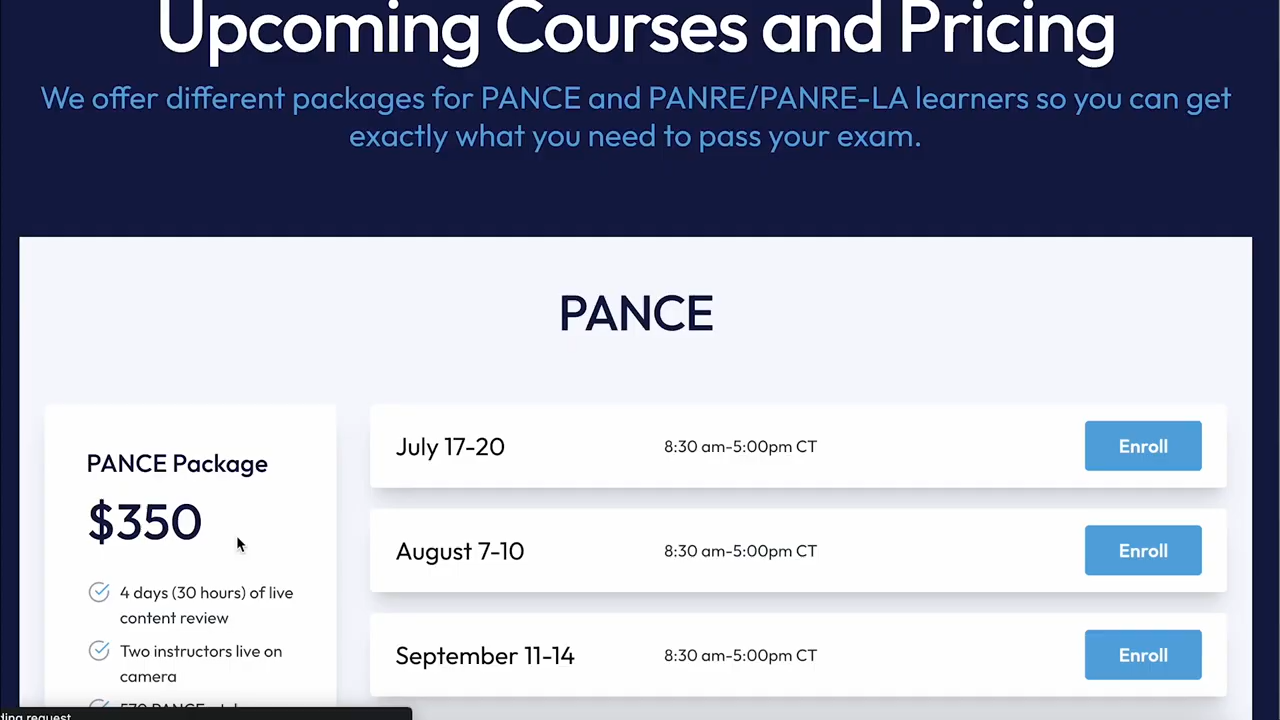 Upcoming Courses and Pricing
We offer different packages for PANCE and PANRE/PANRE-LA learners so you can get
exactly what you need to pass your exam.
PANCE
PANCE Package
$350
4 days (30 hours) of live
content review
Two instructors live on
camera
July 17-20
8:30 am-5:00pm CT
Enroll
August 7-10
8:30 am-5:00pm CT
Enroll
September 11-14
8:30 am-5:00pm CT
Enroll
request